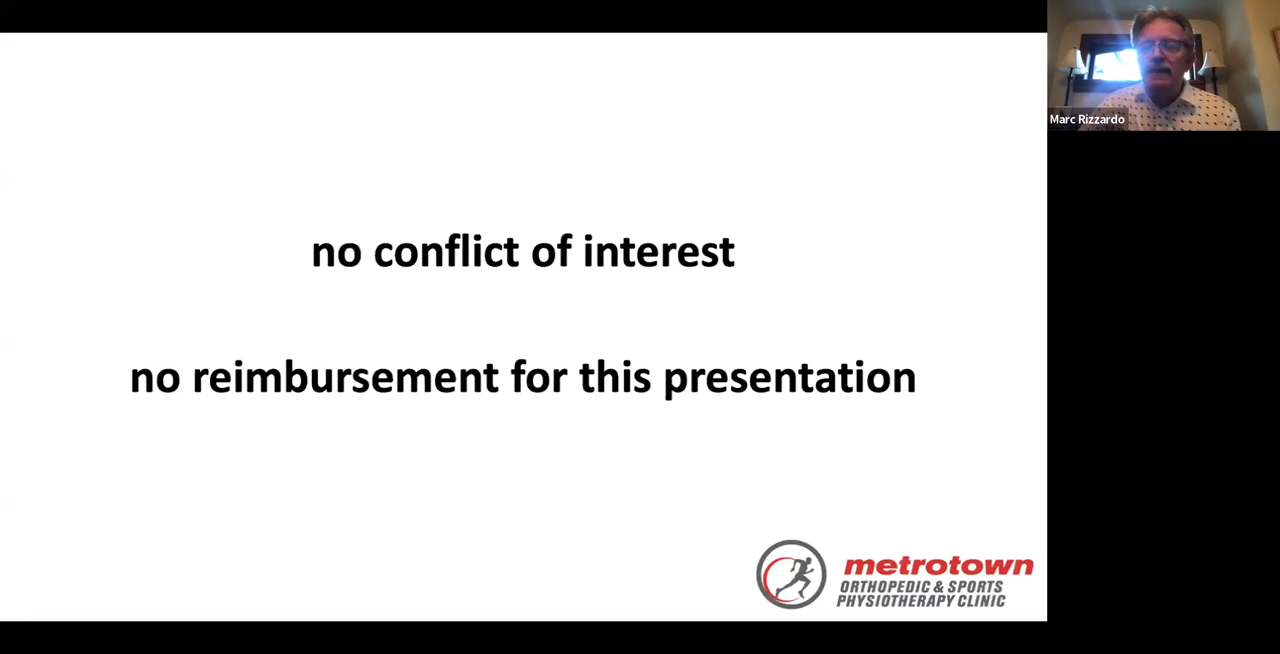 Marc Rizzardo
no conflict of interest
no reimbursement for this presentation
metrotown
ORTHOPEDIC & SPORTS
PHYSIOTHERAPY CLINIC